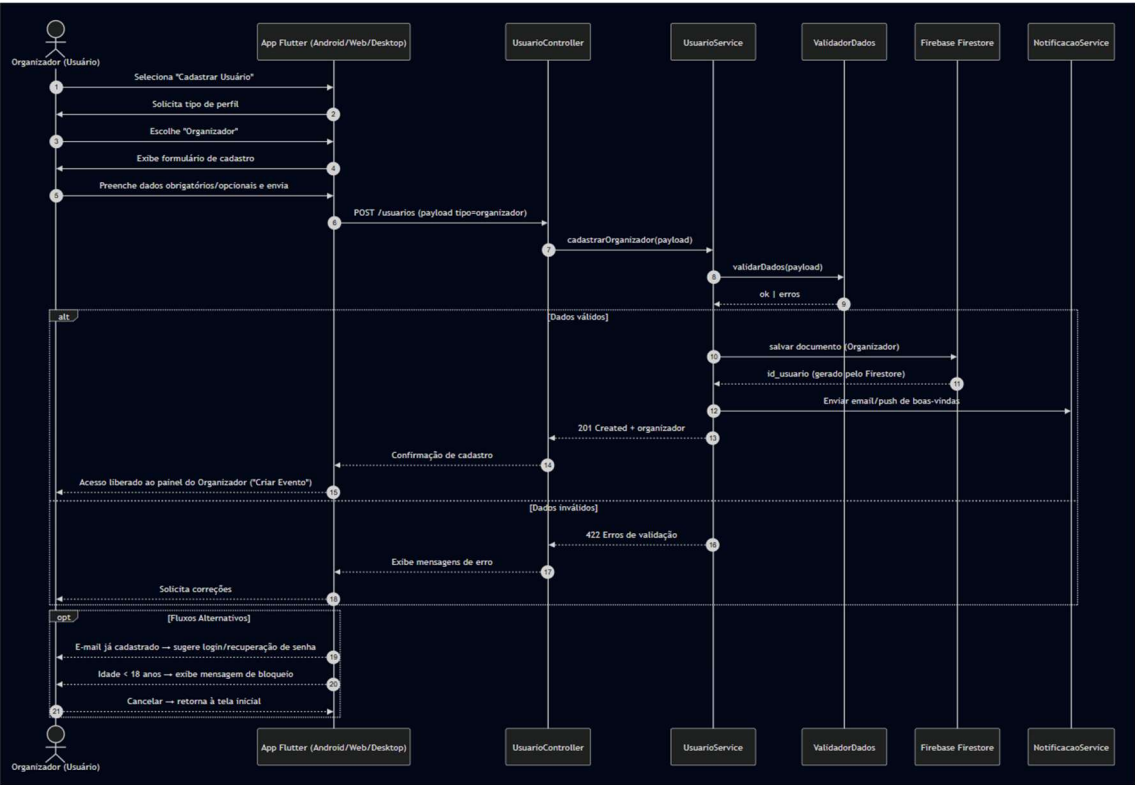 Organizador (Usuário)
App Flutter (Android/Web/Desktop)
UsuarioController
UsuarioService
ValidadorDados
Firebase Firestore
NotificacaoService
Seleciona "Cadastrar Usuário"
1
Solicita tipo de perfil
2
Escolhe "Organizador"
3
Exibe formulário de cadastro
4
Preenche dados obrigatórios/opcionais e envia
5
POST /usuarios (payload tipo=organizador)
6
cadastrarOrganizador(payload)
7
validarDados(payload)
8
ok | erros
9
alt
[Dados válidos]
salvar documento (Organizador)
10
id_usuario (gerado pelo Firestore)
11
Enviar email/push de boas-vindas
12
201 Created + organizador
13
Confirmação de cadastro
14
Acesso liberado ao painel do Organizador ("Criar Evento")
15
[Dados inválidos]
422 Erros de validação
16
Exibe mensagens de erro
17
Solicita correções
18
opt
[Fluxos Alternativos]
E-mail já cadastrado → sugere login/recuperação de senha
19
Idade < 18 anos → exibe mensagem de bloqueio
20
Cancelar → retorna à tela inicial
21
Organizador (Usuário)
App Flutter (Android/Web/Desktop)
UsuarioController
UsuarioService
ValidadorDados
Firebase Firestore
NotificacaoService